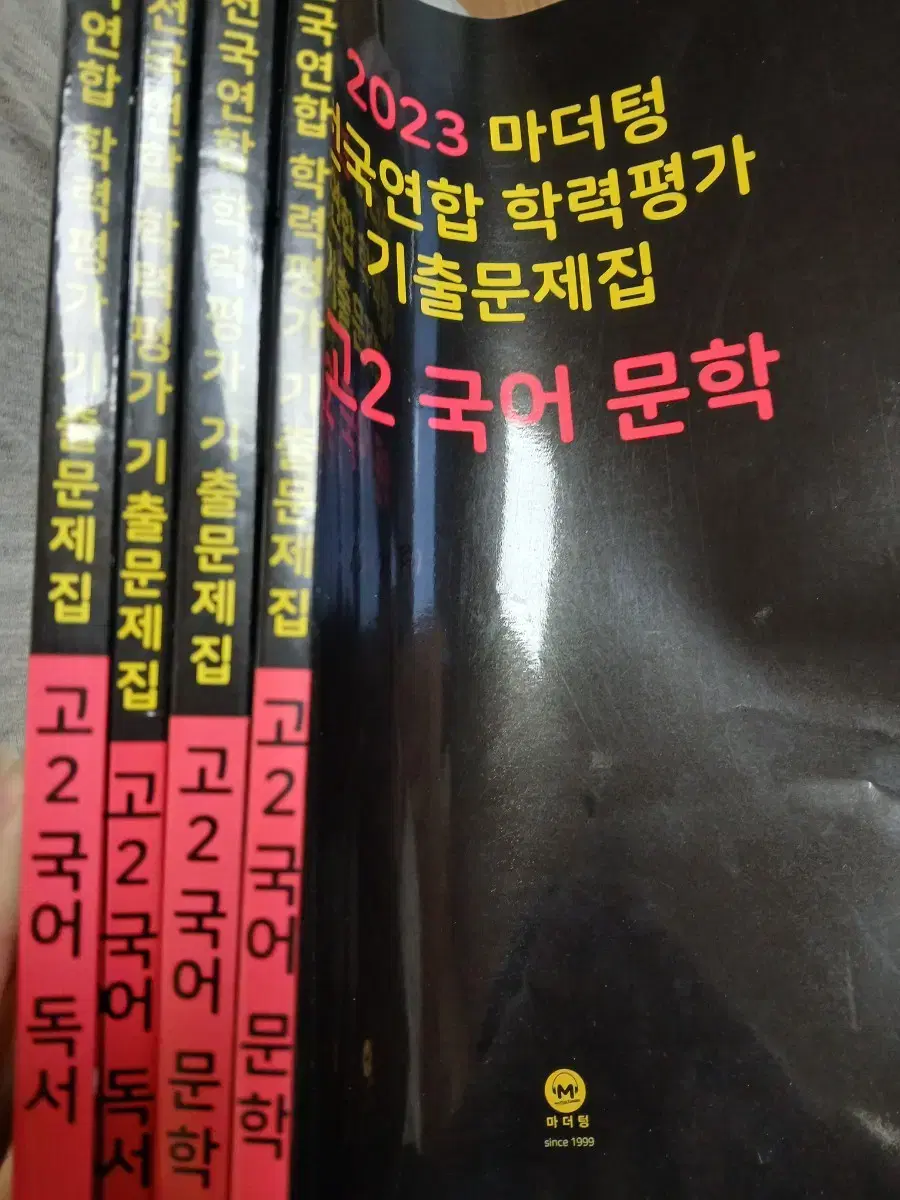 연합 학력평가 기출문제집
고2 국어 독서
전국연합 학력평가 기출문제집
고2 국어 독서
전국연합 학력평가 기출문제집
고2 국어 문학
국연합 학력평가 기출문제집
고2 국어 문학
2023 마더텅
전국연합 학력평가
기출문제집
고2 국어 문학
M
마더텅
since 1999